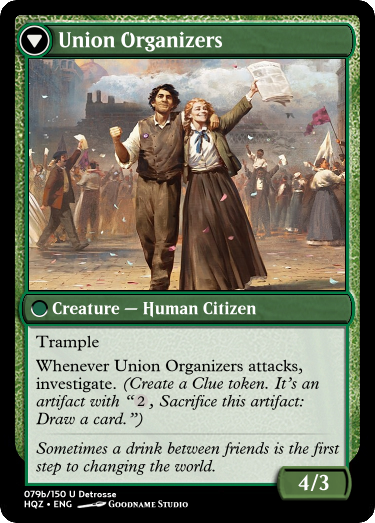 Union Organizers
Creature — Human Citizen
Trample
Whenever Union Organizers attacks,
investigate. (Create a Clue token. It's an
artifact with “2, Sacrifice this artifact:
Draw a card.”)
Sometimes a drink between friends is the first
step to changing the world.
4/3
079b/150 U Detrosse
HQZ • ENG Goodname Studio